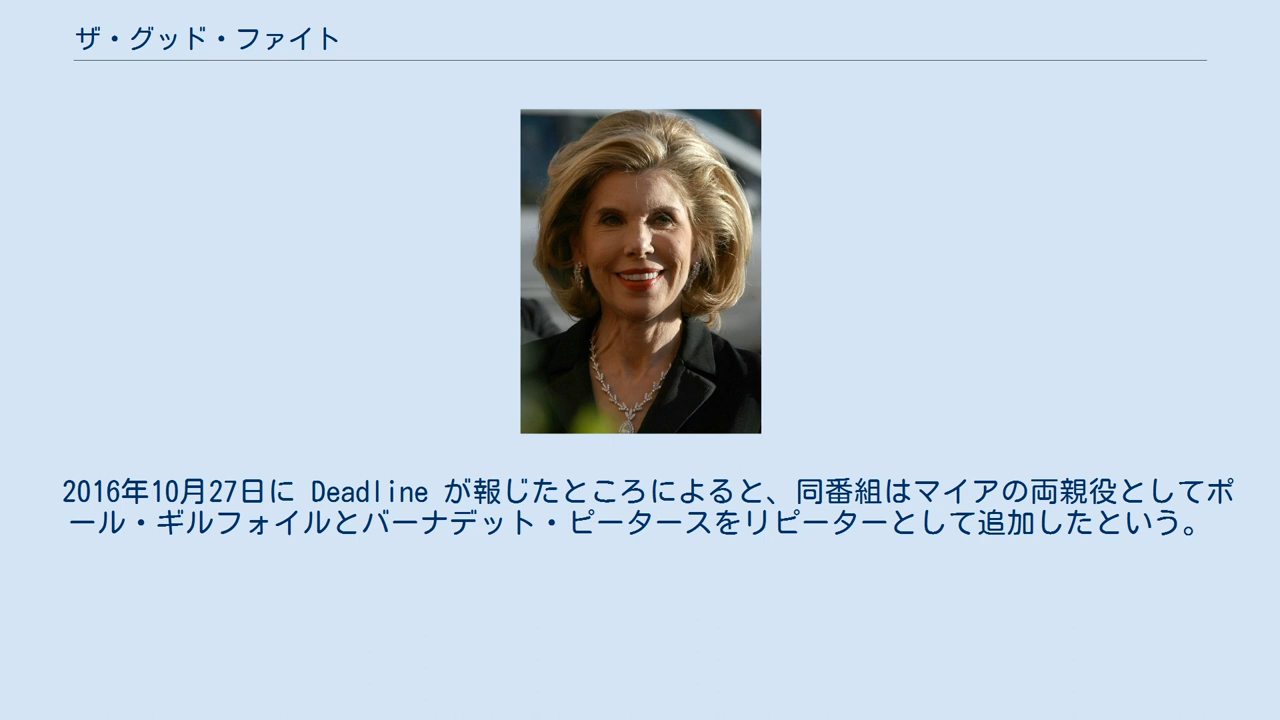 ザ・グッド・ファイト
2016年10月27日に Deadline が報じたところによると、同番組はマイアの両親役としてポ
ール・ギルフォイルとバーナデット・ピータースをリピーターとして追加したという。